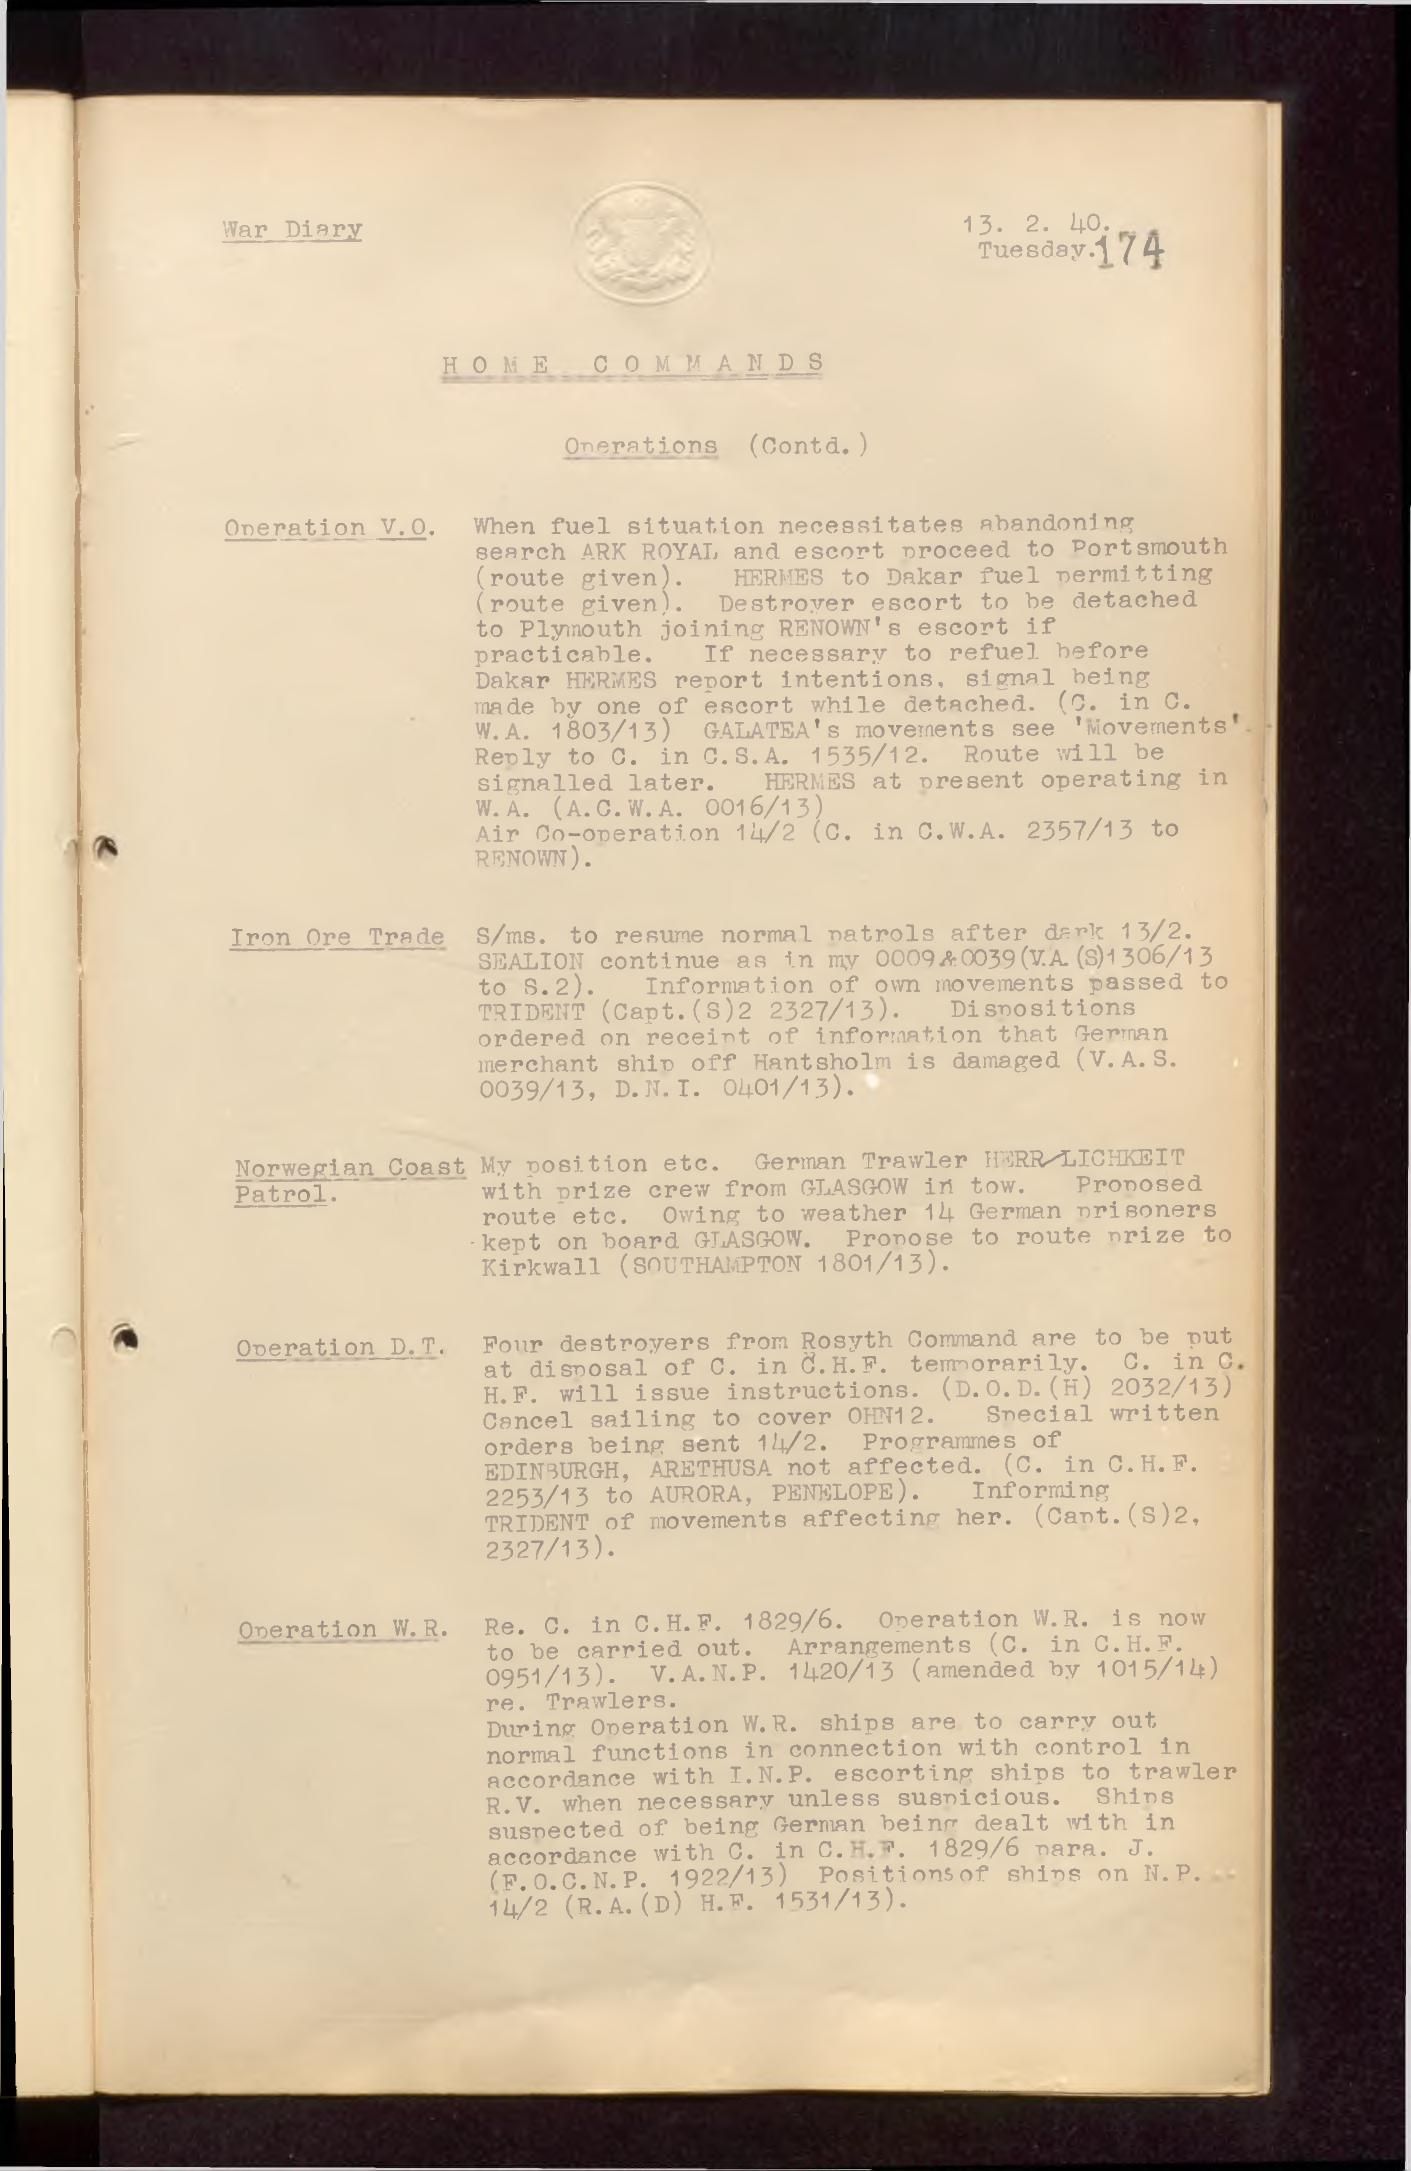 War Diary
13. 2. 40.
Tuesday. 174
HOME COMMANDS
Operations (Contd.)
Operation V.O. When fuel situation necessitates abandoning
search ARK ROYAL and escort proceed to Portsmouth
(route given). HERMES to Dakar fuel permitting
(route given). Destroyer escort to be detached
to Plymouth joining RENOWN's escort if
practicable. If necessary to refuel before
Dakar HERMES report intentions, signal being
made by one of escort while detached. (C. in C.
W.A. 1803/13) GALATEA's movements see 'Movements'.
Reply to C. in C.S.A. 1535/12. Route will be
signalled later. HERMES at present operating in
W.A. (A.C.W.A. 0016/13)
Air Co-operation 14/2 (C. in C.W.A. 2357/13 to
RENOWN).
Iron Ore Trade S/ms. to resume normal patrols after dark 13/2.
SEALION continue as in my 0009&0039(V.A.(S)1306/13
to S.2). Information of own movements passed to
TRIDENT (Capt.(S)2 2327/13). Dispositions
ordered on receipt of information that German
merchant ship off Hantsholm is damaged (V.A.S.
0039/13, D.N.I. 0401/13).
Norwegian Coast My position etc. German Trawler HERRLICHKEIT
Patrol. with prize crew from GLASGOW in tow. Proposed
route etc. Owing to weather 14 German prisoners
kept on board GLASGOW. Propose to route prize to
Kirkwall (SOUTHAMPTON 1801/13).
Operation D.T. Four destroyers from Rosyth Command are to be put
at disposal of C. in C.H.F. temporarily. C. in C.
H.F. will issue instructions. (D.O.D.(H) 2032/13)
Cancel sailing to cover OHN12. Special written
orders being sent 14/2. Programmes of
EDINBURGH, ARETHUSA not affected. (C. in C.H.F.
2253/13 to AURORA, PENELOPE). Informing
TRIDENT of movements affecting her. (Capt.(S)2,
2327/13).
Operation W.R. Re. C. in C.H.F. 1829/6. Operation W.R. is now
to be carried out. Arrangements (C. in C.H.F.
0951/13). V.A.N.P. 1420/13 (amended by 1015/14)
re. Trawlers.
During Operation W.R. ships are to carry out
normal functions in connection with control in
accordance with I.N.P. escorting ships to trawler
R.V. when necessary unless suspicious. Ships
suspected of being German being dealt with in
accordance with C. in C.H.F. 1829/6 para. J.
(F.O.C.N.P. 1922/13) Positions of ships on N.P.
14/2 (R.A.(D) H.F. 1531/13).